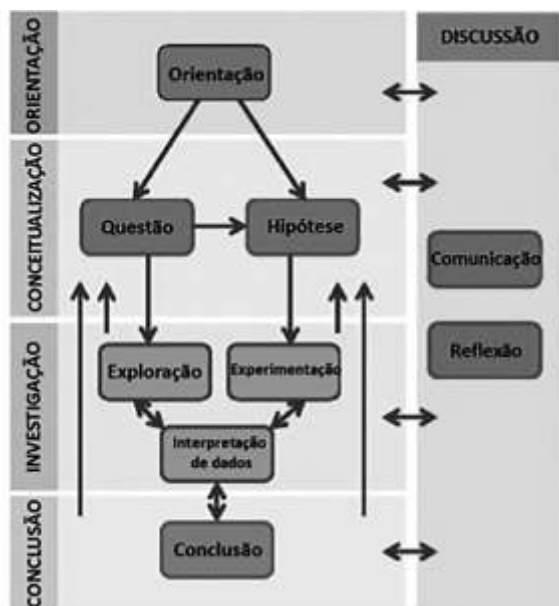 ORIENTAÇÃO
Orientação
CONCEITUALIZAÇÃO
Questão
Hipótese
INVESTIGAÇÃO
Exploração
Experimentação
Interpretação
de dados
CONCLUSÃO
Conclusão
DISCUSSÃO
Comunicação
Reflexão